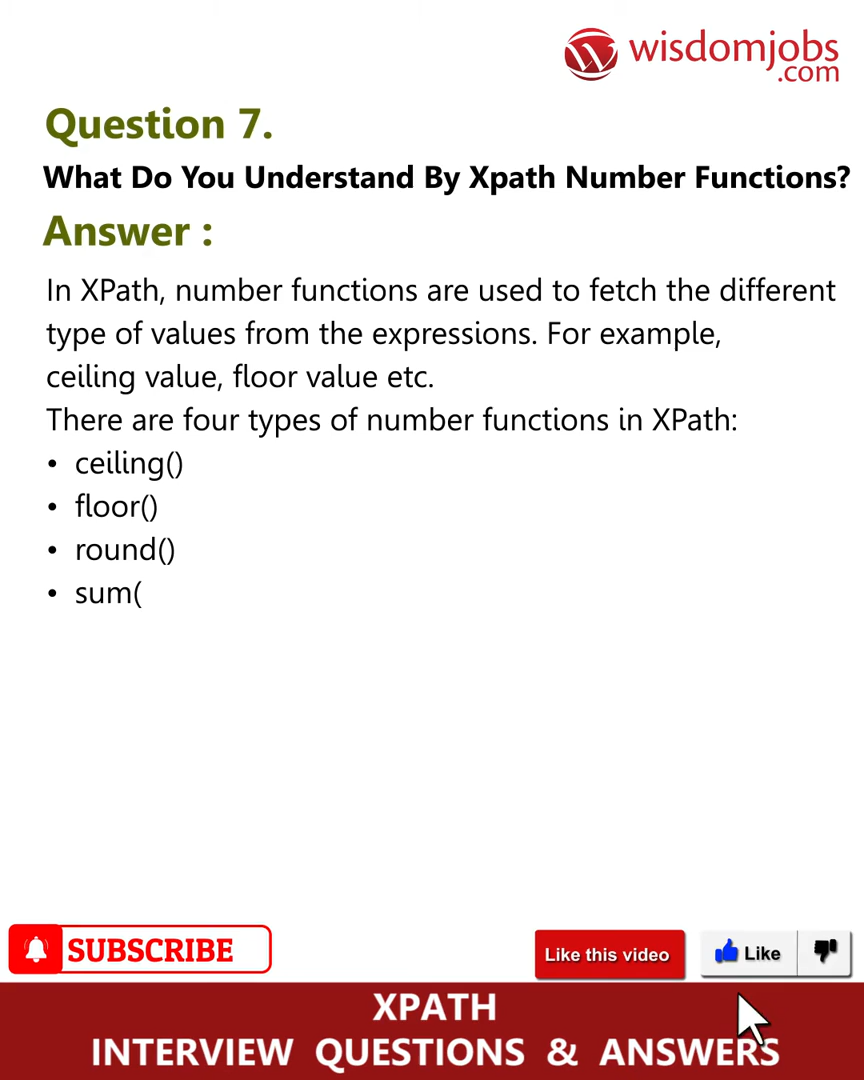 wisdomjobs
.com
Question 7.
What Do You Understand By Xpath Number Functions?
Answer :
In XPath, number functions are used to fetch the different
type of values from the expressions. For example,
ceiling value, floor value etc.
There are four types of number functions in XPath:
• ceiling()
• floor()
• round()
• sum(
SUBSCRIBE
Like this video
Like
XPATH
INTERVIEW QUESTIONS & ANSWERS